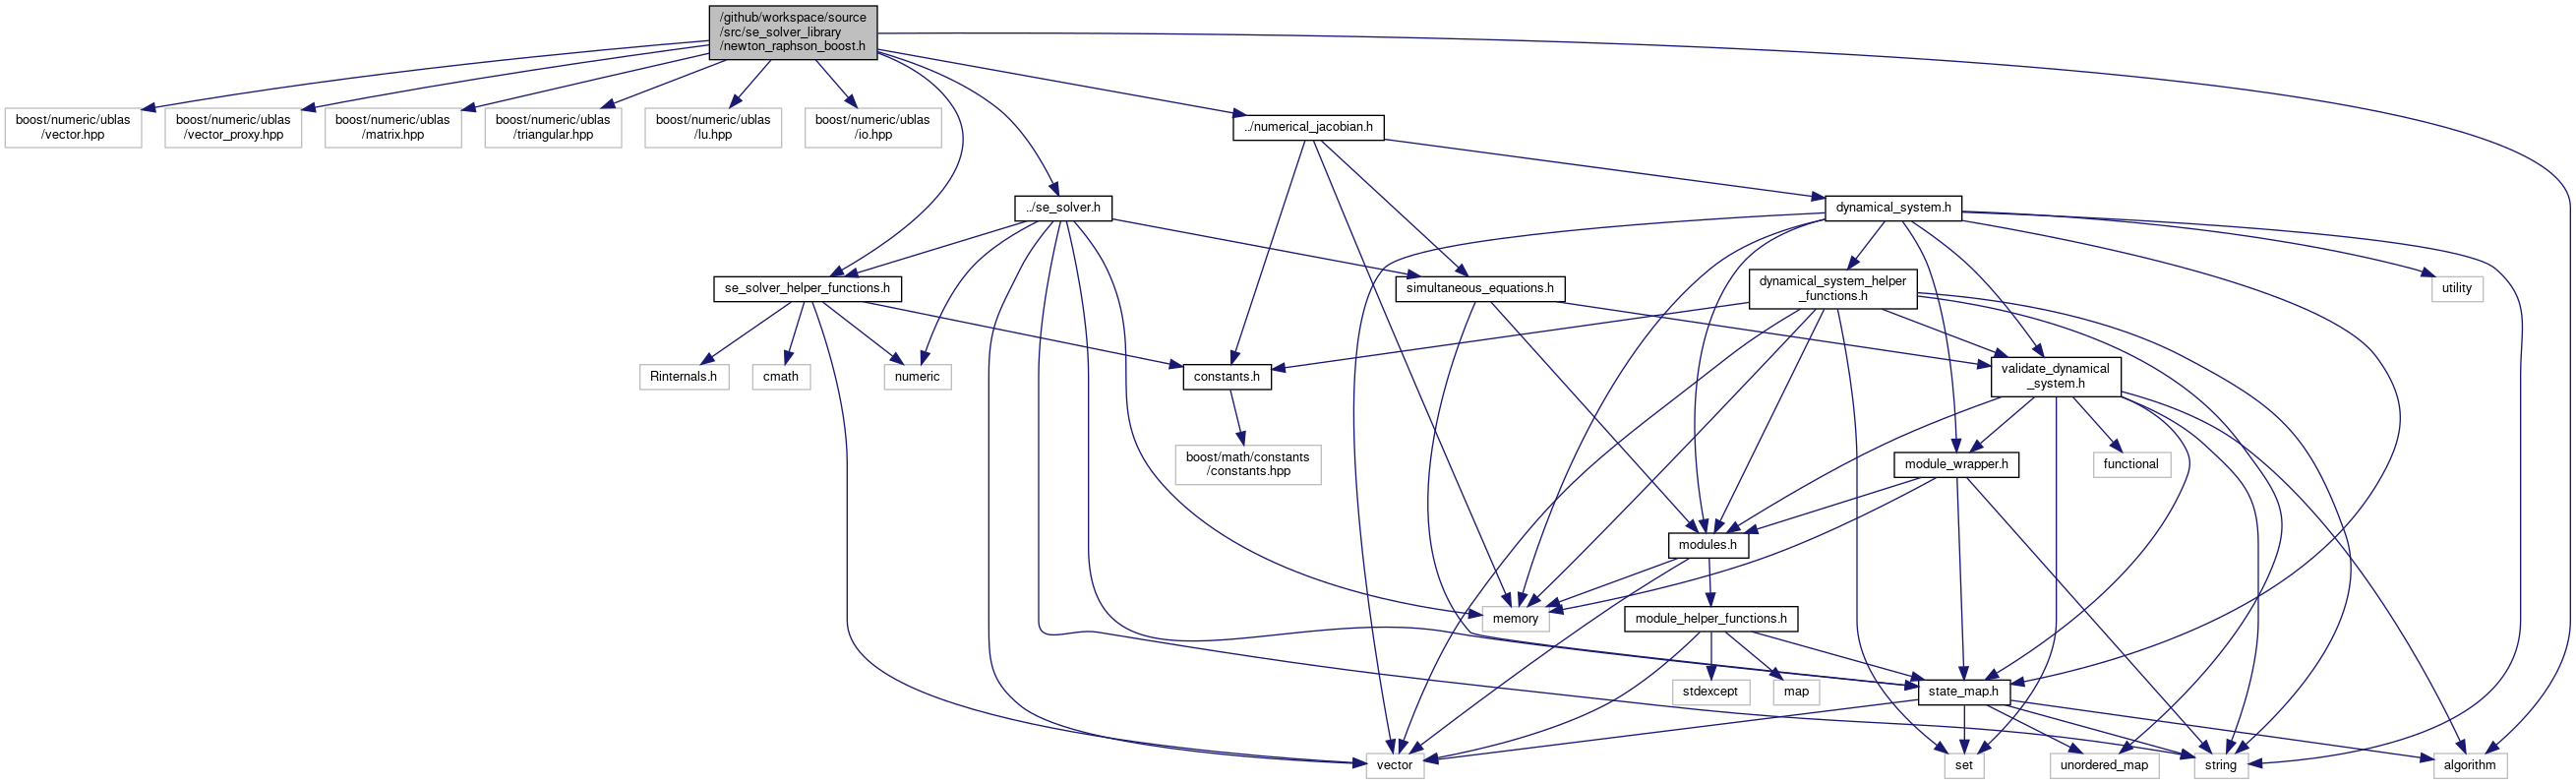 /github/workspace/source
/src/se_solver_library
/newton_raphson_boost.h
boost/numeric/ublas
/vector.hpp
boost/numeric/ublas
/vector_proxy.hpp
boost/numeric/ublas
/matrix.hpp
boost/numeric/ublas
/triangular.hpp
boost/numeric/ublas
/lu.hpp
boost/numeric/ublas
/io.hpp
../numerical_jacobian.h
../se_solver.h
dynamical_system.h
se_solver_helper_functions.h
simultaneous_equations.h
dynamical_system_helper
_functions.h
utility
Rinternals.h
cmath
numeric
constants.h
validate_dynamical
_system.h
boost/math/constants
/constants.hpp
module_wrapper.h
functional
modules.h
memory
module_helper_functions.h
stdexcept
map
state_map.h
vector
set
unordered_map
string
algorithm